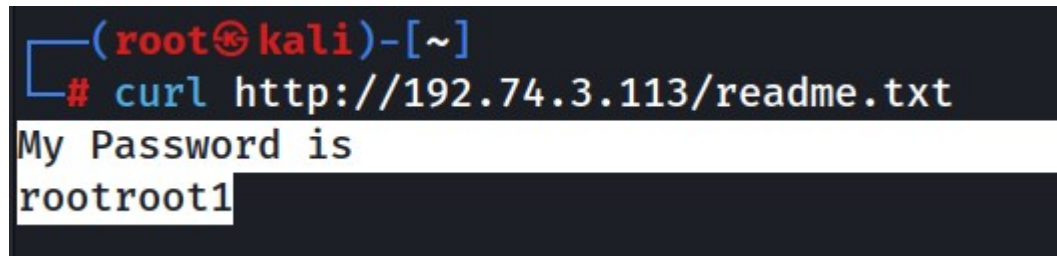 ┌──(root㉿kali)-[~]
└─# curl http://192.74.3.113/readme.txt
My Password is
rootroot1